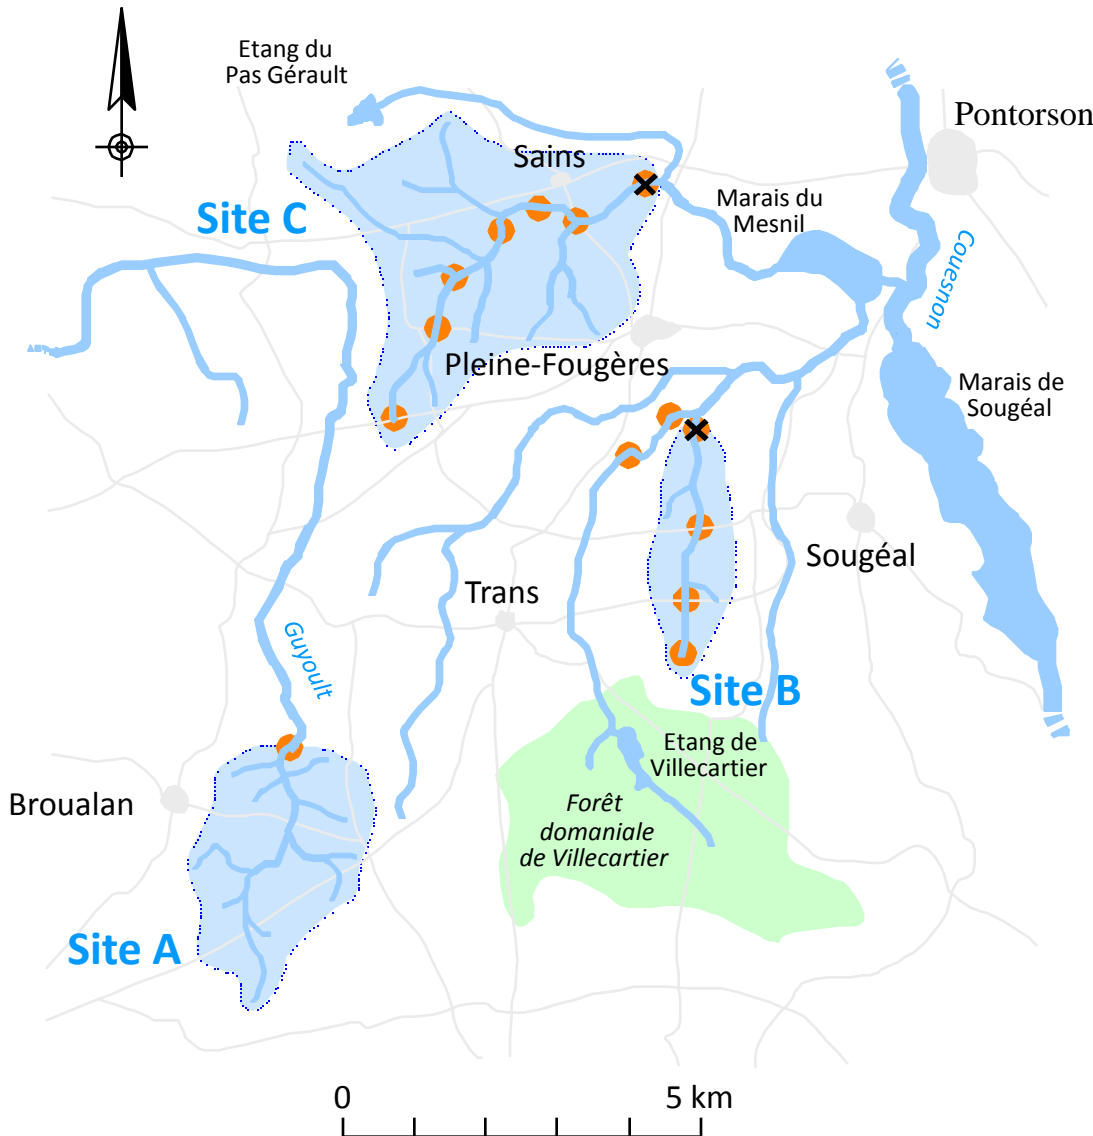 Etang du
Pas Gérault
Pontorson
Sains
Marais du
Mesnil
Site C
Couesnon
Pleine-Fougères
Marais de
Sougéal
Sougéal
Trans
Guyoult
Site B
Etang de
Villecartier
Broualan
Forêt
domaniale
de Villecartier
Site A
0 5 km